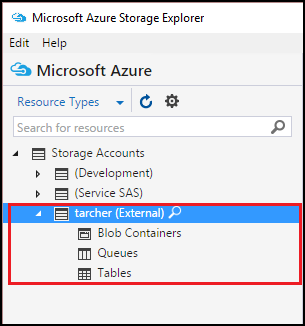 Microsoft Azure Storage Explorer
Edit Help
Microsoft Azure
Resource Types
Search for resources
Storage Accounts
(Development)
(Service SAS)
tarcher (External)
Blob Containers
Queues
Tables